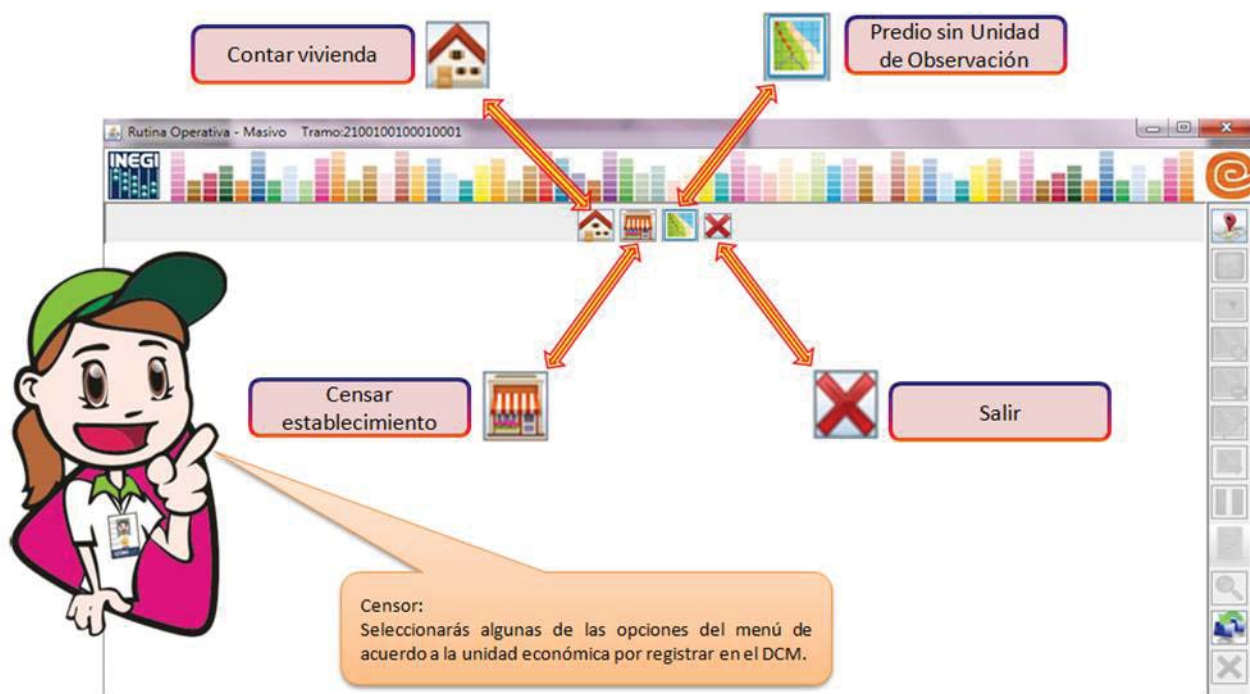 Contar vivienda
Predio sin Unidad
de Observación
Rutina Operativa - Masivo Tramo:2100100100010001
INEGI
Censar
establecimiento
Salir
Censor:
Seleccionarás algunas de las opciones del menú de
acuerdo a la unidad económica por registrar en el DCM.